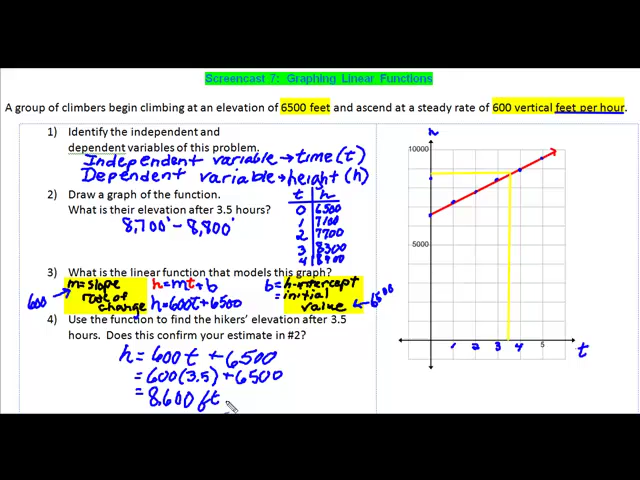 Screencast 7: Graphing Linear Functions
A group of climbers begin climbing at an elevation of 6500 feet and ascend at a steady rate of 600 vertical feet per hour.
1) Identify the independent and
dependent variables of this problem.
Independent variable → time (t)
Dependent variable → height (h)
2) Draw a graph of the function.
What is their elevation after 3.5 hours?
8,700' - 8,800'
t h
0 6500
1 7100
2 7700
3 8300
4 8900
3) What is the linear function that models this graph?
600
m = slope
rate of
change
h = mt + b
h = 600t + 6500
b = h-intercept
= initial
value
6500
4) Use the function to find the hikers' elevation after 3.5
hours. Does this confirm your estimate in #2?
h = 600t + 6500
= 600(3.5) + 6500
= 8,600 ft
h
10000
5000
1 2 3 4 5
t